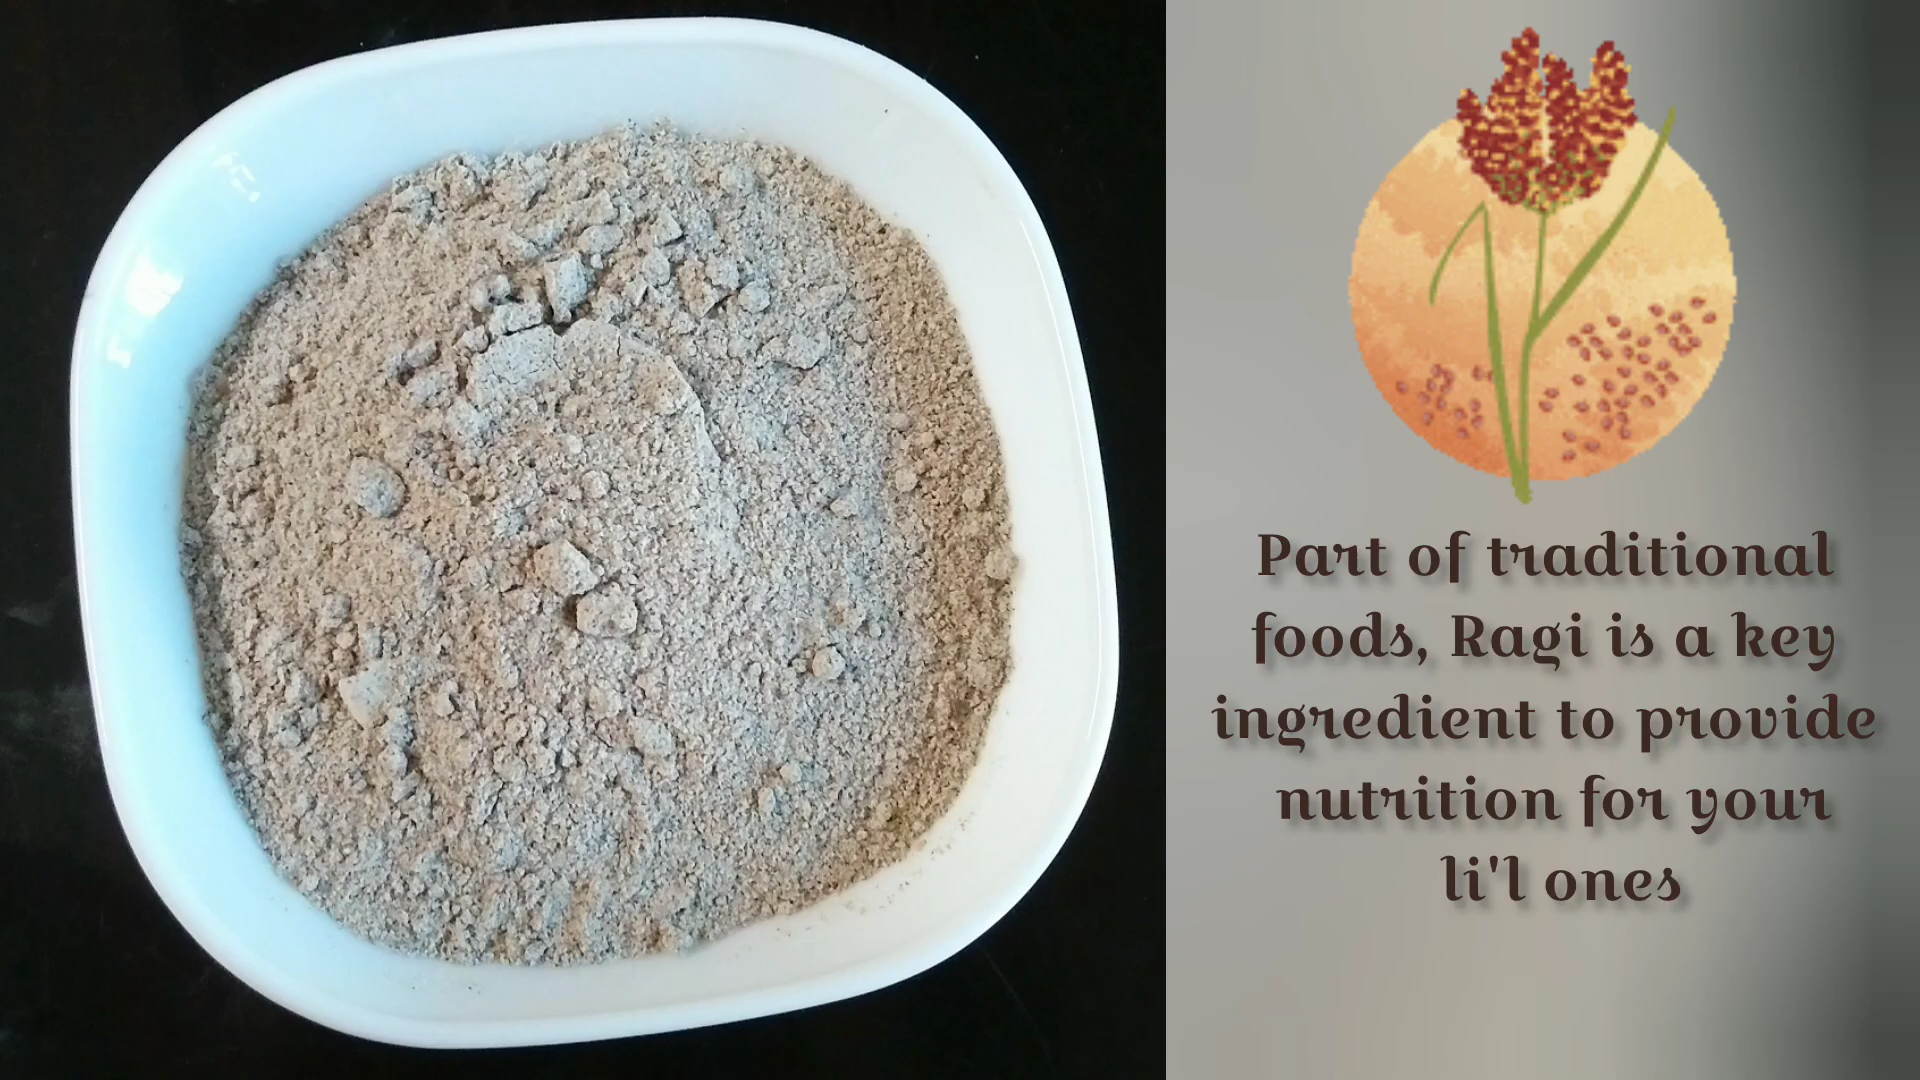 Part of traditional
foods, Ragi is a key
ingredient to provide
nutrition for your
li'l ones